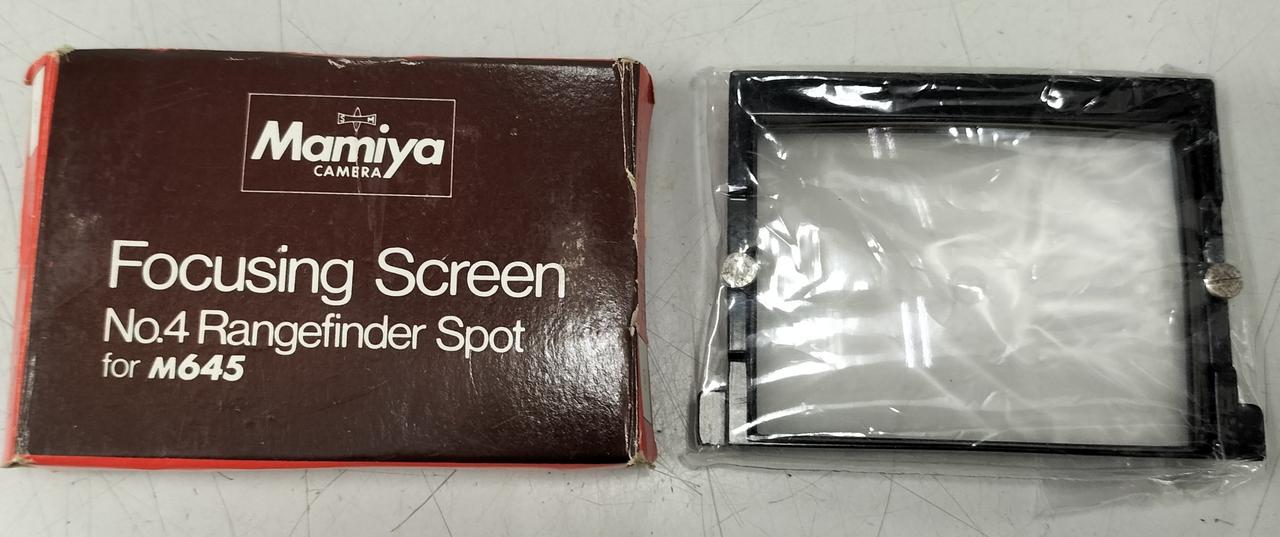 S M
Mamiya
CAMERA
Focusing Screen
No.4 Rangefinder Spot
for M645